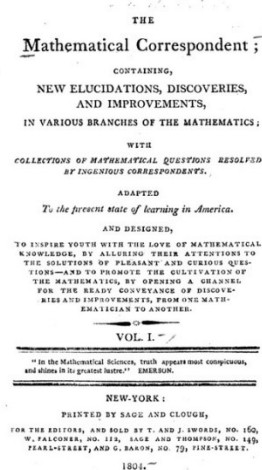 THE
Mathematical Correspondent;
CONTAINING,
NEW ELUCIDATIONS, DISCOVERIES,
AND IMPROVEMENTS,
IN VARIOUS BRANCHES OF THE MATHEMATICS;
WITH
COLLECTIONS OF MATHEMATICAL QUESTIONS RESOLVED
BY INGENIOUS CORRESPONDENTS.
ADAPTED
To the present state of learning in America.
AND DESIGNED,
TO INSPIRE YOUTH WITH THE LOVE OF MATHEMATICAL
KNOWLEDGE, BY ALLURING THEIR ATTENTIONS TO
THE SOLUTIONS OF PLEASANT AND CURIOUS QUES-
TIONS—AND TO PROMOTE THE CULTIVATION OF
THE MATHEMATICS, BY OPENING A CHANNEL
FOR THE READY CONVEYANCE OF DISCOVE-
RIES AND IMPROVEMENTS, FROM ONE MATH-
EMATICIAN TO ANOTHER.
VOL. I.
"In the Mathematical Sciences, truth appears most conspicuous,
and shines in its greatest lustre." EMERSON.
NEW-YORK:
PRINTED BY SAGE AND CLOUGH,
FOR THE EDITORS, AND SOLD BY T. AND J. SWORDS, NO. 160,
W. FALCONER, NO. 112, SAGE AND THOMPSON, NO. 149,
PEARL-STREET, AND G. BARON, NO. 79, PINE-STREET.
1804.